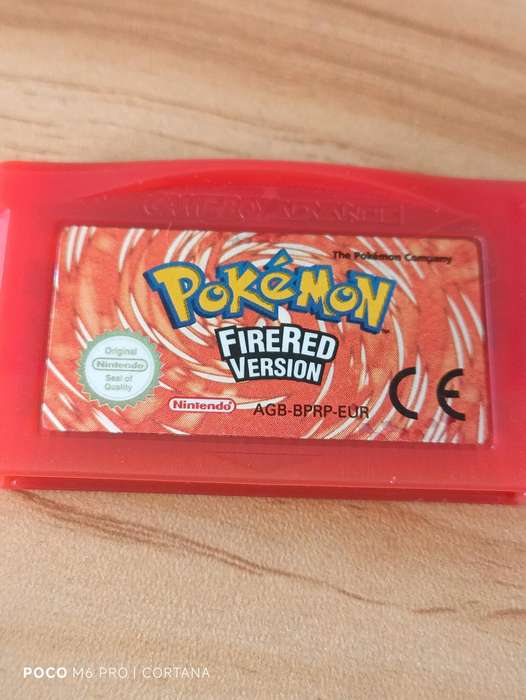 GAME BOY ADVANCE
The Pokémon Company
POKéMON
TM
FIRERED
VERSION
Original
Nintendo
Seal of
Quality
Nintendo
AGB-BPRP-EUR
CE
POCO M6 PRO | CORTANA